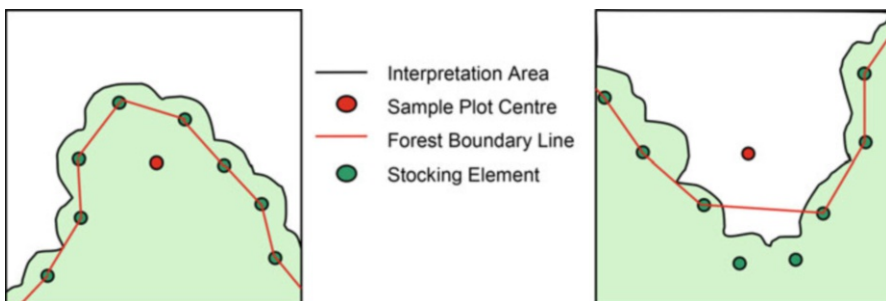 Interpretation Area
Sample Plot Centre
Forest Boundary Line
Stocking Element